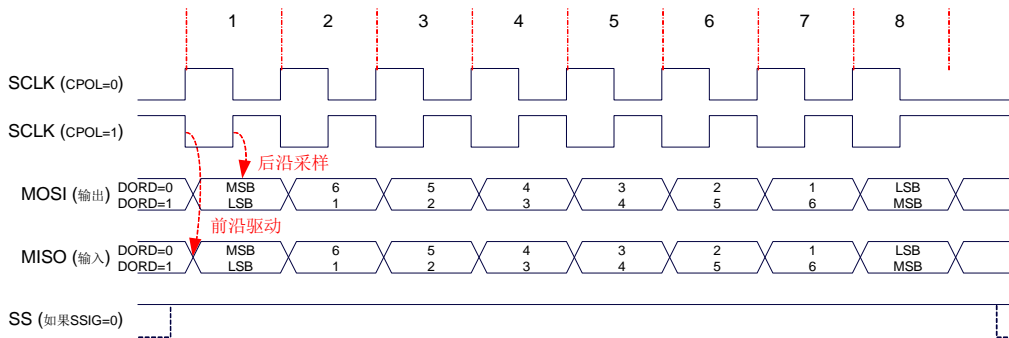 1 2 3 4 5 6 7 8
SCLK (CPOL=0)
SCLK (CPOL=1)
后沿采样
MOSI (输出) DORD=0 MSB 6 5 4 3 2 1 LSB
DORD=1 LSB 1 2 3 4 5 6 MSB
前沿驱动
MISO (输入) DORD=0 MSB 6 5 4 3 2 1 LSB
DORD=1 LSB 1 2 3 4 5 6 MSB
SS (如果SSIG=0)